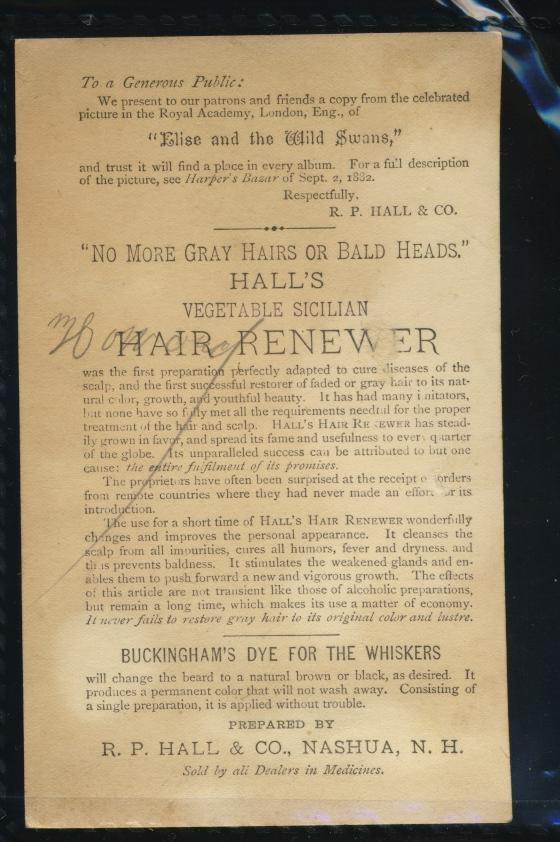 To a Generous Public:
We present to our patrons and friends a copy from the celebrated
picture in the Royal Academy, London, Eng., of
"Elise and the Wild Swans,"
and trust it will find a place in every album. For a full description
of the picture, see Harper's Bazar of Sept. 2, 1882.
Respectfully,
R. P. HALL & CO.
"NO MORE GRAY HAIRS OR BALD HEADS."
HALL'S
VEGETABLE SICILIAN
HAIR RENEWER
was the first preparation perfectly adapted to cure diseases of the
scalp, and the first successful restorer of faded or gray hair to its nat-
ural color, growth, and youthful beauty. It has had many imitators,
but none have so fully met all the requirements needful for the proper
treatment of the hair and scalp. HALL'S HAIR RENEWER has stead-
ily grown in favor, and spread its fame and usefulness to every quarter
of the globe. Its unparalleled success can be attributed to but one
cause: the entire fulfilment of its promises.
The proprietors have often been surprised at the receipt of orders
from remote countries where they had never made an effort for its
introduction.
The use for a short time of HALL'S HAIR RENEWER wonderfully
changes and improves the personal appearance. It cleanses the
scalp from all impurities, cures all humors, fever and dryness, and
thus prevents baldness. It stimulates the weakened glands and en-
ables them to push forward a new and vigorous growth. The effects
of this article are not transient like those of alcoholic preparations,
but remain a long time, which makes its use a matter of economy.
It never fails to restore gray hair to its original color and lustre.
BUCKINGHAM'S DYE FOR THE WHISKERS
will change the beard to a natural brown or black, as desired. It
produces a permanent color that will not wash away. Consisting of
a single preparation, it is applied without trouble.
PREPARED BY
R. P. HALL & CO., NASHUA, N. H.
Sold by all Dealers in Medicines.